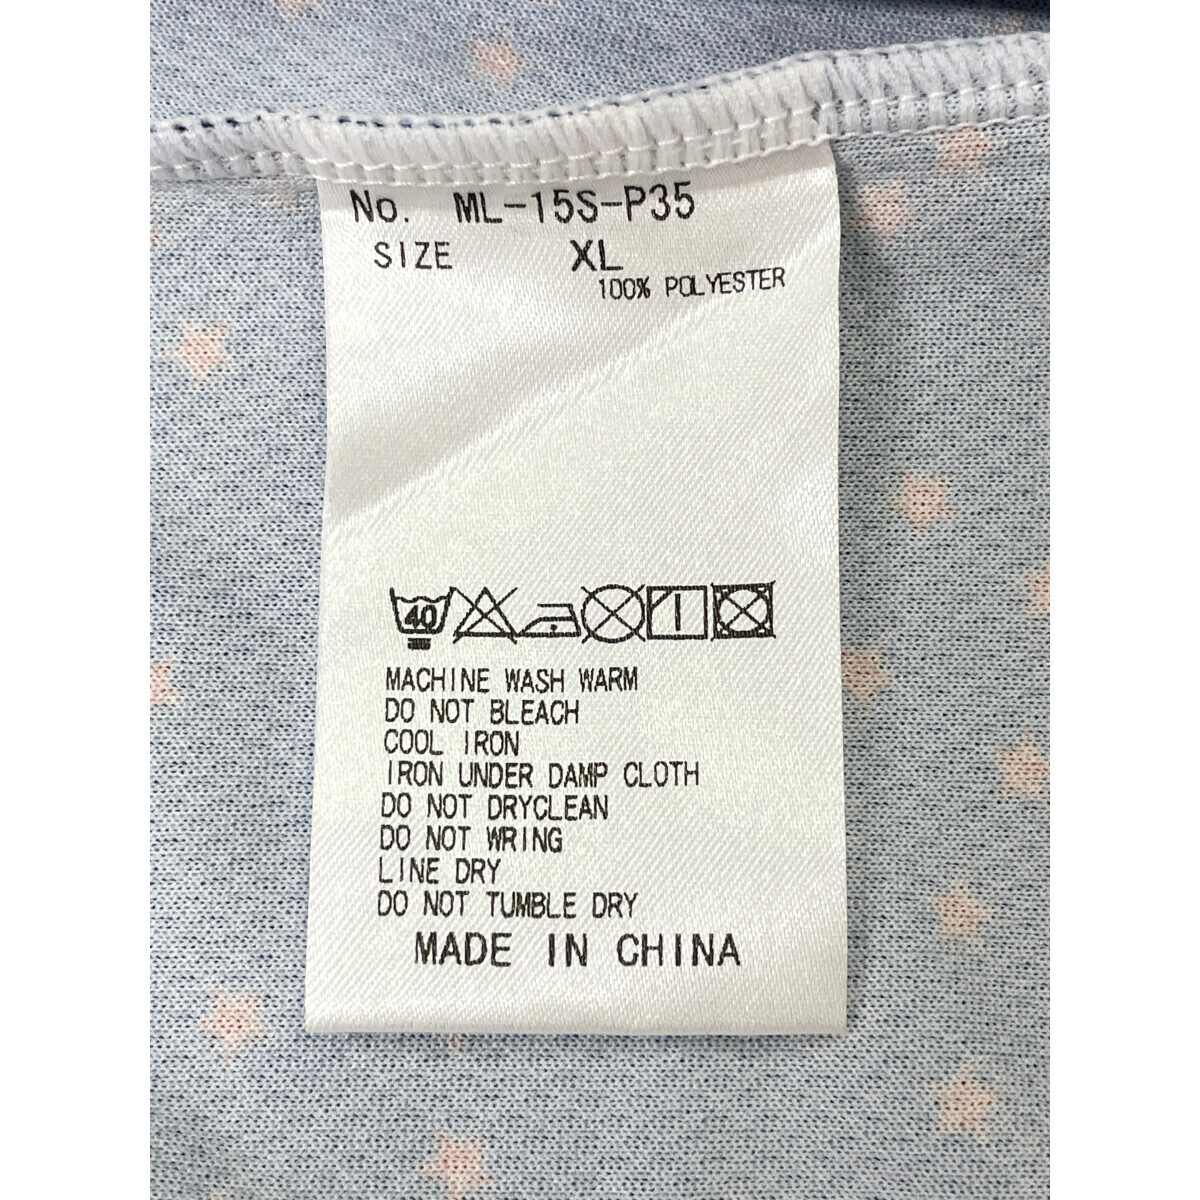 No. ML-15S-P35
SIZE XL
100% POLYESTER
40
MACHINE WASH WARM
DO NOT BLEACH
COOL IRON
IRON UNDER DAMP CLOTH
DO NOT DRYCLEAN
DO NOT WRING
LINE DRY
DO NOT TUMBLE DRY
MADE IN CHINA